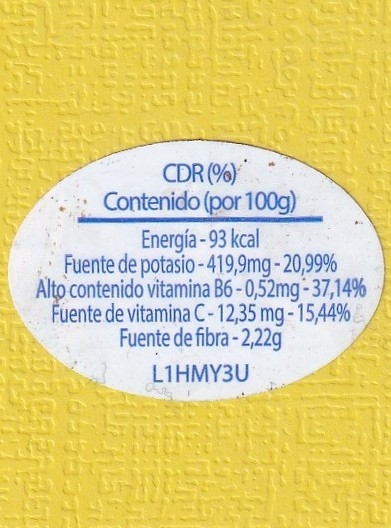 CDR (%)
Contenido (por 100g)
Energía - 93 kcal
Fuente de potasio - 419,9mg - 20,99%
Alto contenido vitamina B6 - 0,52mg - 37,14%
Fuente de vitamina C - 12,35 mg - 15,44%
Fuente de fibra - 2,22g
L1HMY3U